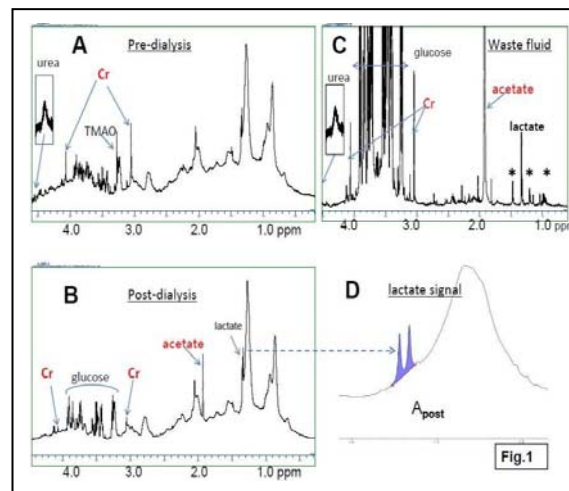 A
Pre-dialysis
urea
Cr
TMAO
4.0 3.0 2.0 1.0 ppm
C
Waste fluid
glucose
urea
Cr
acetate
lactate
* * *
4.0 3.0 2.0 1.0 ppm
B
Post-dialysis
lactate
acetate
glucose
Cr
Cr
4.0 3.0 2.0 1.0 ppm
D
lactate signal
Apost
Fig.1